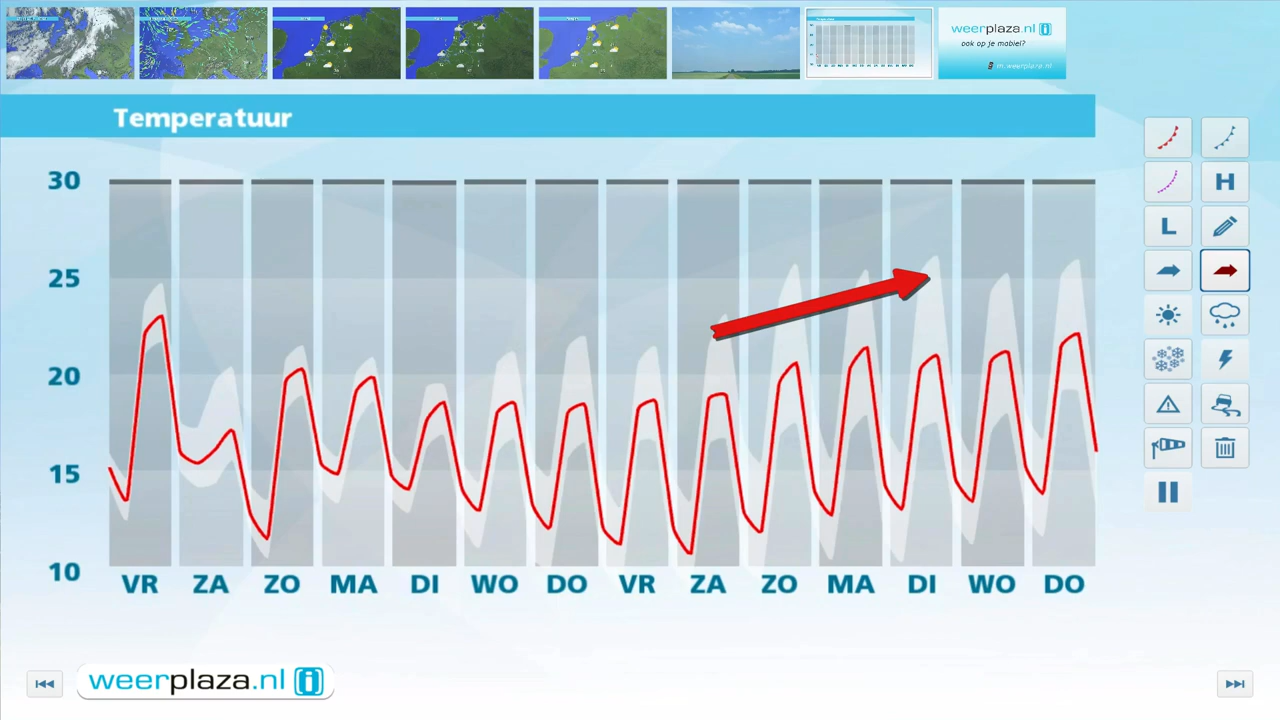 weerplaza.nl i
ook op je mobiel?
m.weerplaza.nl
Temperatuur
30
25
20
15
10
VR ZA ZO MA DI WO DO VR ZA ZO MA DI WO DO
H
L
weerplaza.nl i